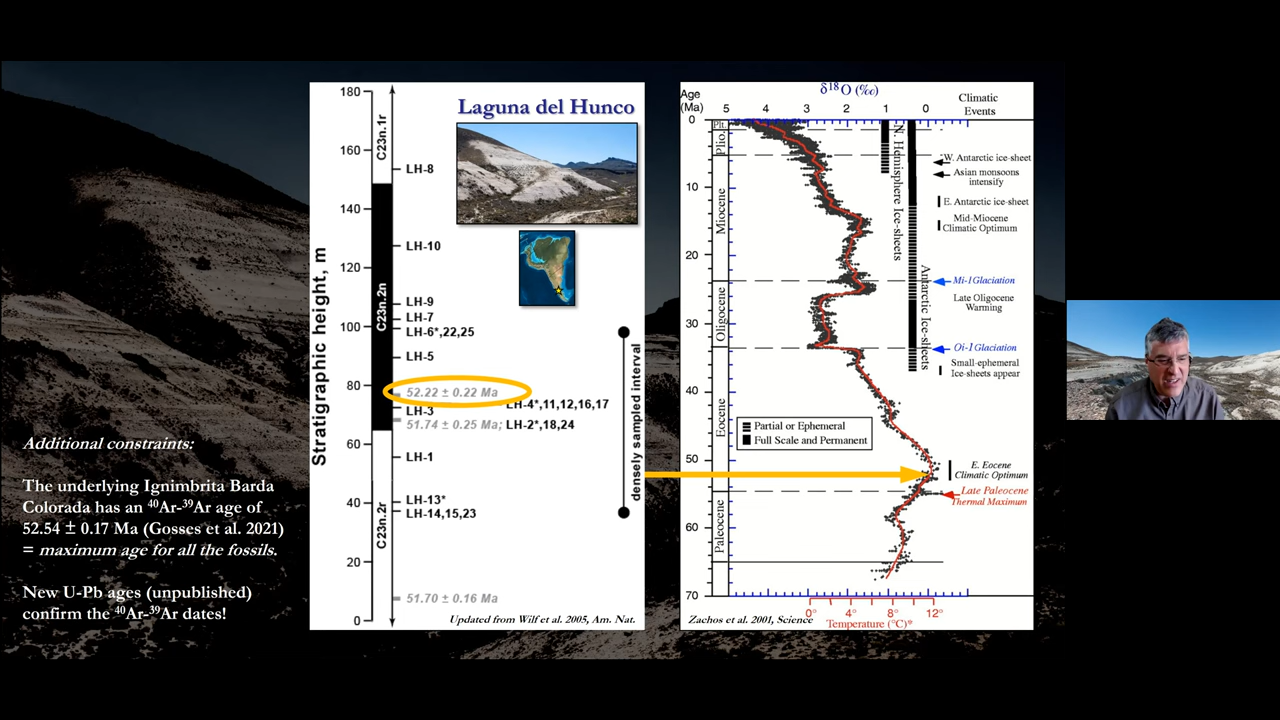 Additional constraints:
The underlying Ignimbrita Barda
Colorada has an ⁴⁰Ar-³⁹Ar age of
52.54 ± 0.17 Ma (Gosses et al. 2021)
= maximum age for all the fossils.
New U-Pb ages (unpublished)
confirm the ⁴⁰Ar-³⁹Ar dates!
Laguna del Hunco
Stratigraphic height, m
180
160
140
120
100
80
60
40
20
0
C23n.1r
C23n.2n
C23n.2r
LH-8
LH-10
LH-9
LH-7
LH-6*,22,25
LH-5
52.22 ± 0.22 Ma
LH-4*,11,12,16,17
LH-3
51.74 ± 0.25 Ma; LH-2*,18,24
LH-1
LH-13*
LH-14,15,23
51.70 ± 0.16 Ma
densely sampled interval
Updated from Wilf et al. 2005, Am. Nat.
δ¹⁸O (‰)
Age
(Ma)
5 4 3 2 1 0
Climatic
Events
0
10
20
30
40
50
60
70
Plt.
Plio.
Miocene
Oligocene
Eocene
Paleocene
N. Hemisphere Ice-sheets
Antarctic Ice-sheets
W. Antarctic ice-sheet
Asian monsoons
intensify
E. Antarctic ice-sheet
Mid-Miocene
Climatic Optimum
Mi-1 Glaciation
Late Oligocene
Warming
Oi-1 Glaciation
Small-ephemeral
Ice-sheets appear
Partial or Ephemeral
Full Scale and Permanent
E. Eocene
Climatic Optimum
Late Paleocene
Thermal Maximum
0° 4° 8° 12°
Temperature (°C)*
Zachos et al. 2001, Science